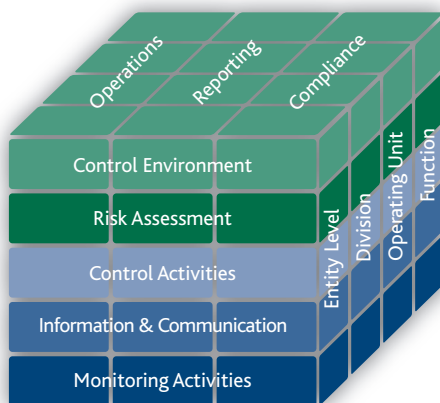 Operations
Reporting
Compliance
Control Environment
Risk Assessment
Control Activities
Information & Communication
Monitoring Activities
Entity Level
Division
Operating Unit
Function